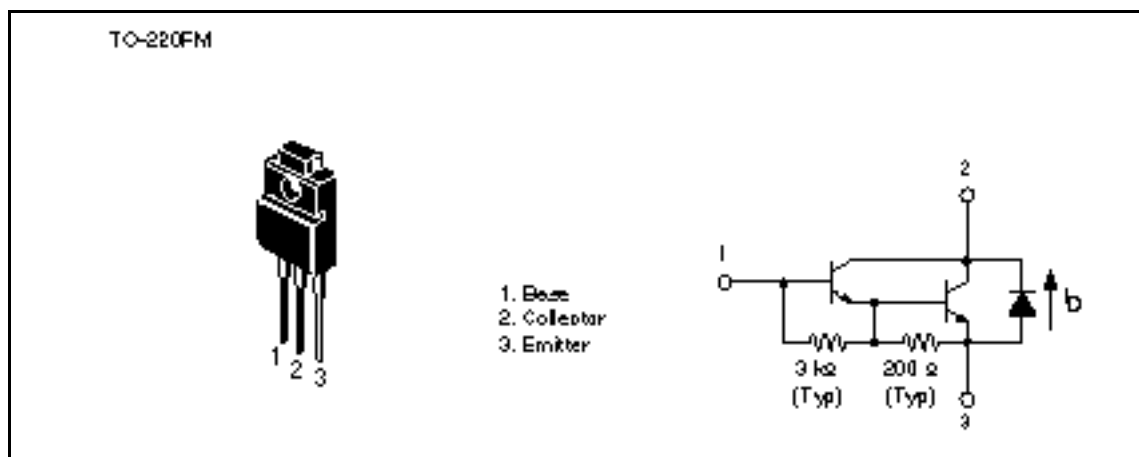 TO-220FM
1
2
3
1. Base
2. Collector
3. Emitter
2
1
I_D
3 kΩ
(Typ)
200 Ω
(Typ)
3